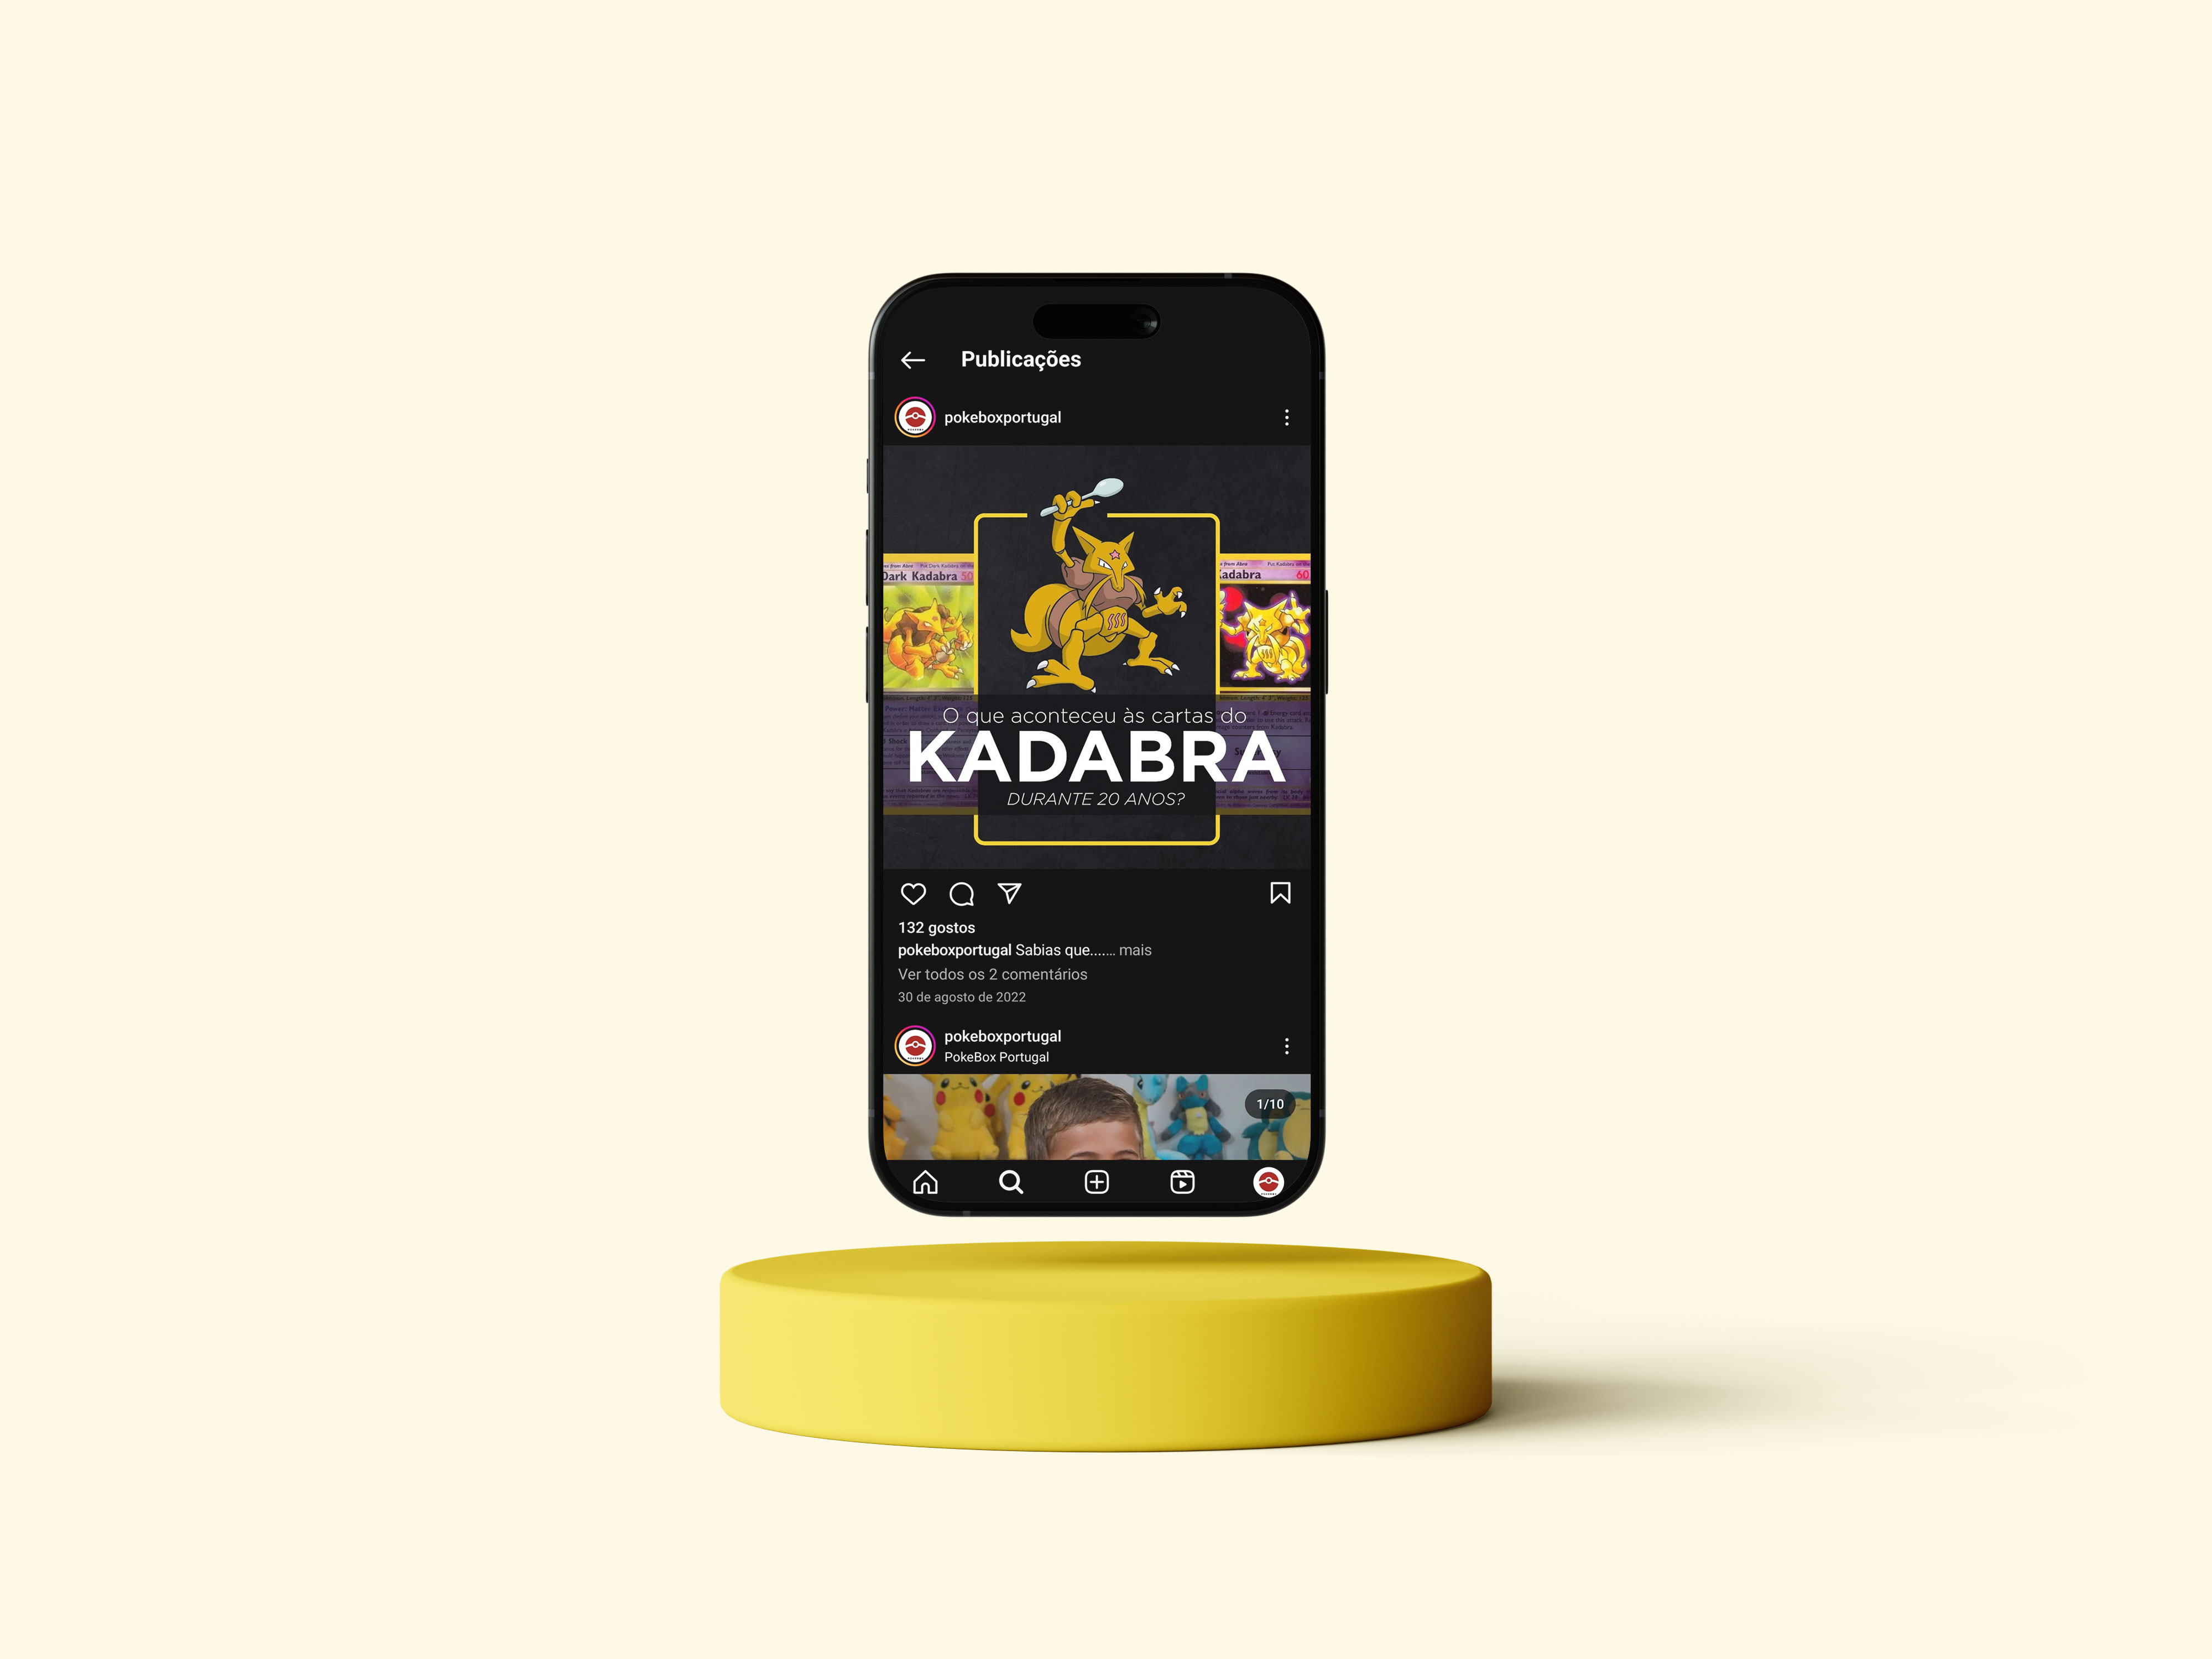 Publicações
pokeboxportugal
Dark Kadabra 50
Kadabra 60
O que aconteceu às cartas do
KADABRA
DURANTE 20 ANOS?
132 gostos
pokeboxportugal Sabias que...... mais
Ver todos os 2 comentários
30 de agosto de 2022
pokeboxportugal
PokeBox Portugal
1/10